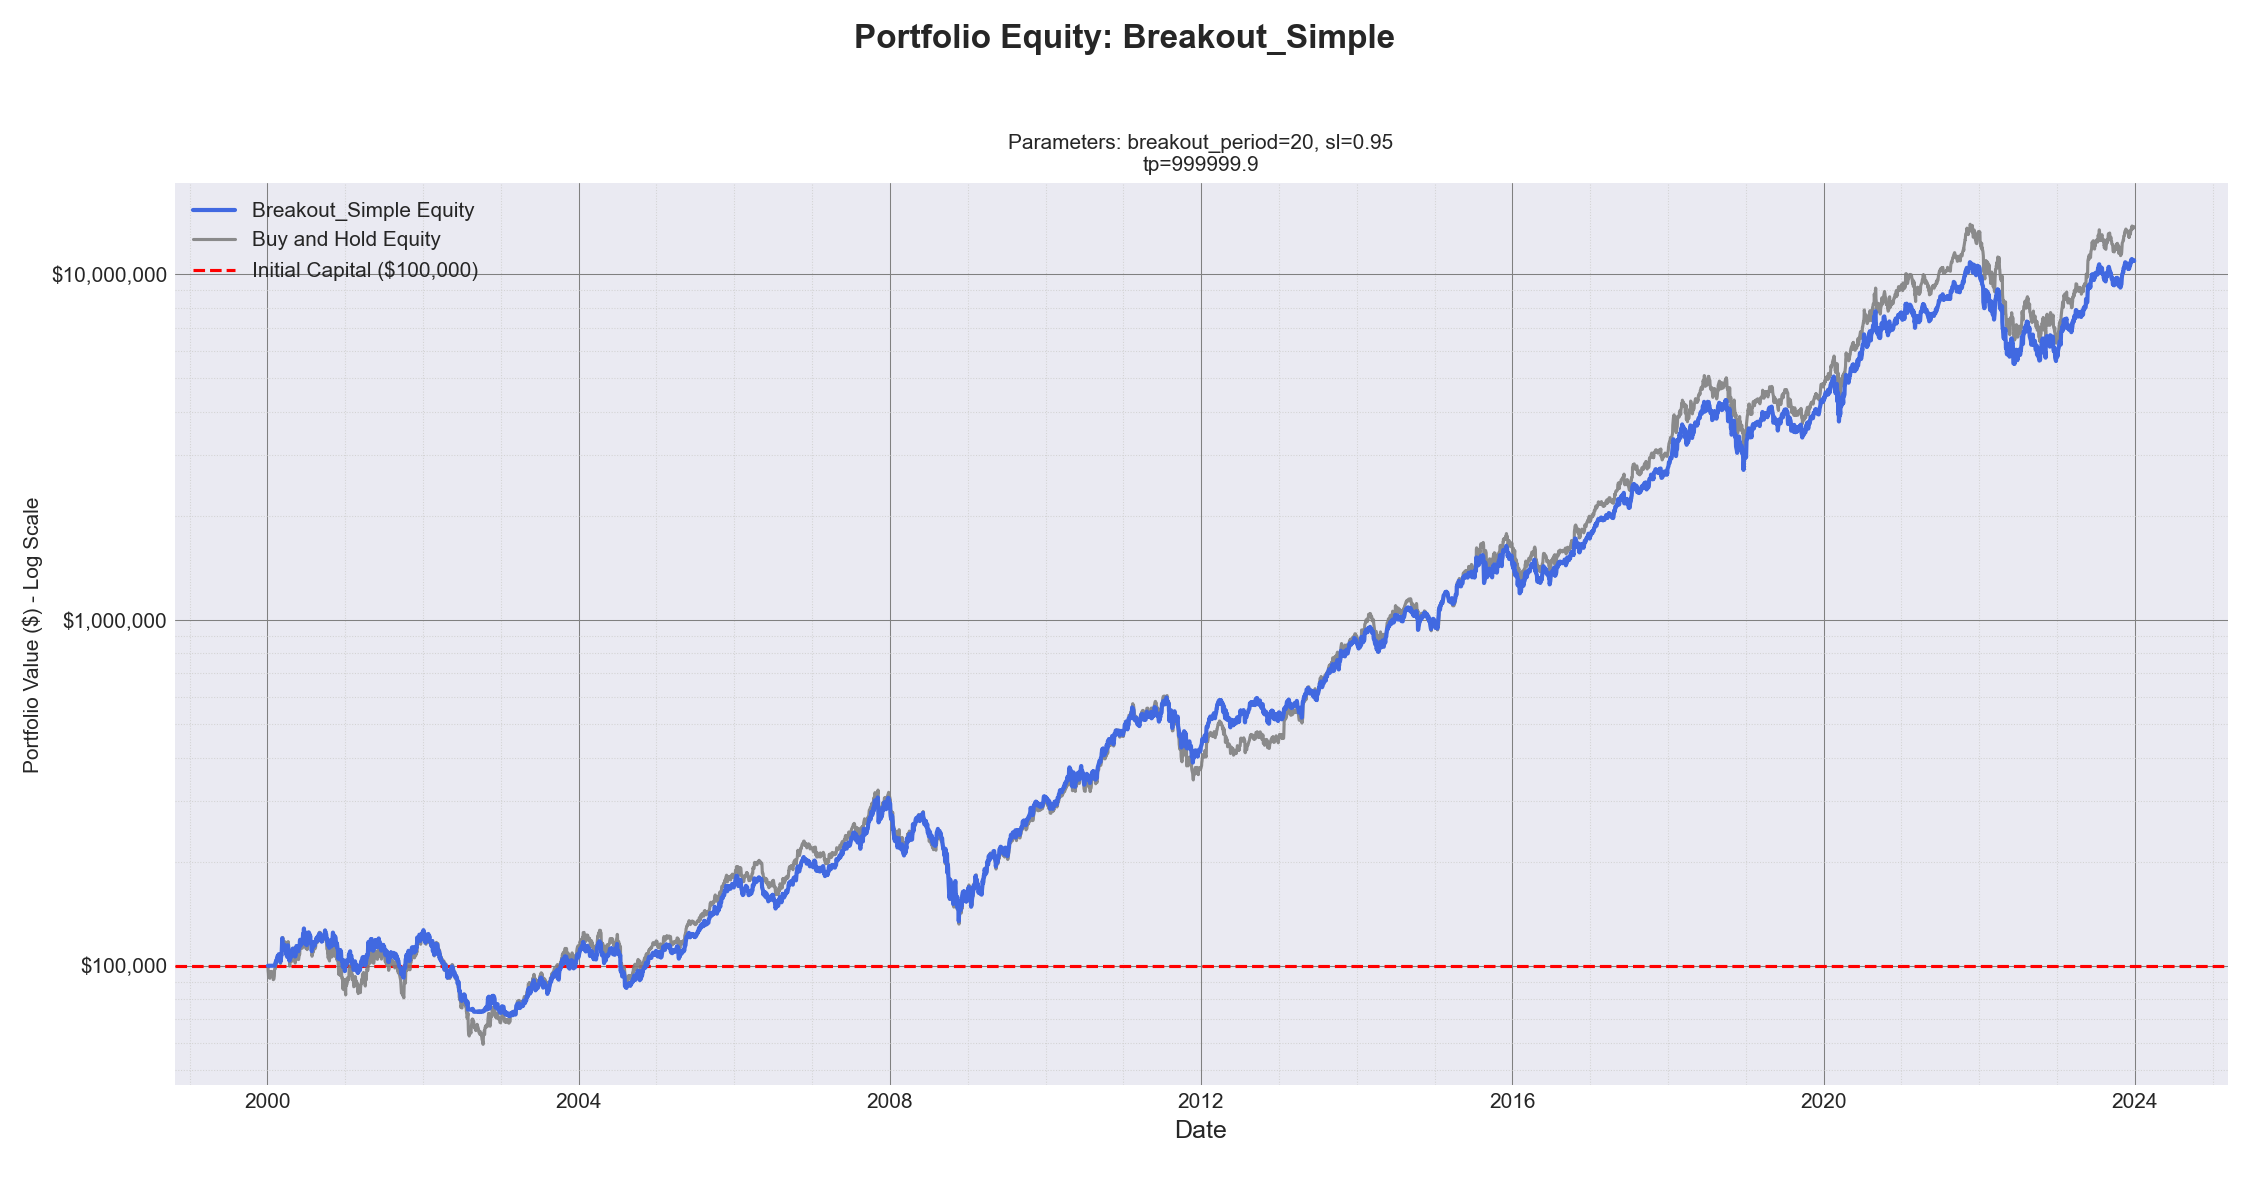 Portfolio Equity: Breakout_Simple
Parameters: breakout_period=20, sl=0.95
tp=999999.9
Breakout_Simple Equity
Buy and Hold Equity
Initial Capital ($100,000)
$10,000,000
$1,000,000
$100,000
Portfolio Value ($) - Log Scale
2000 2004 2008 2012 2016 2020 2024
Date